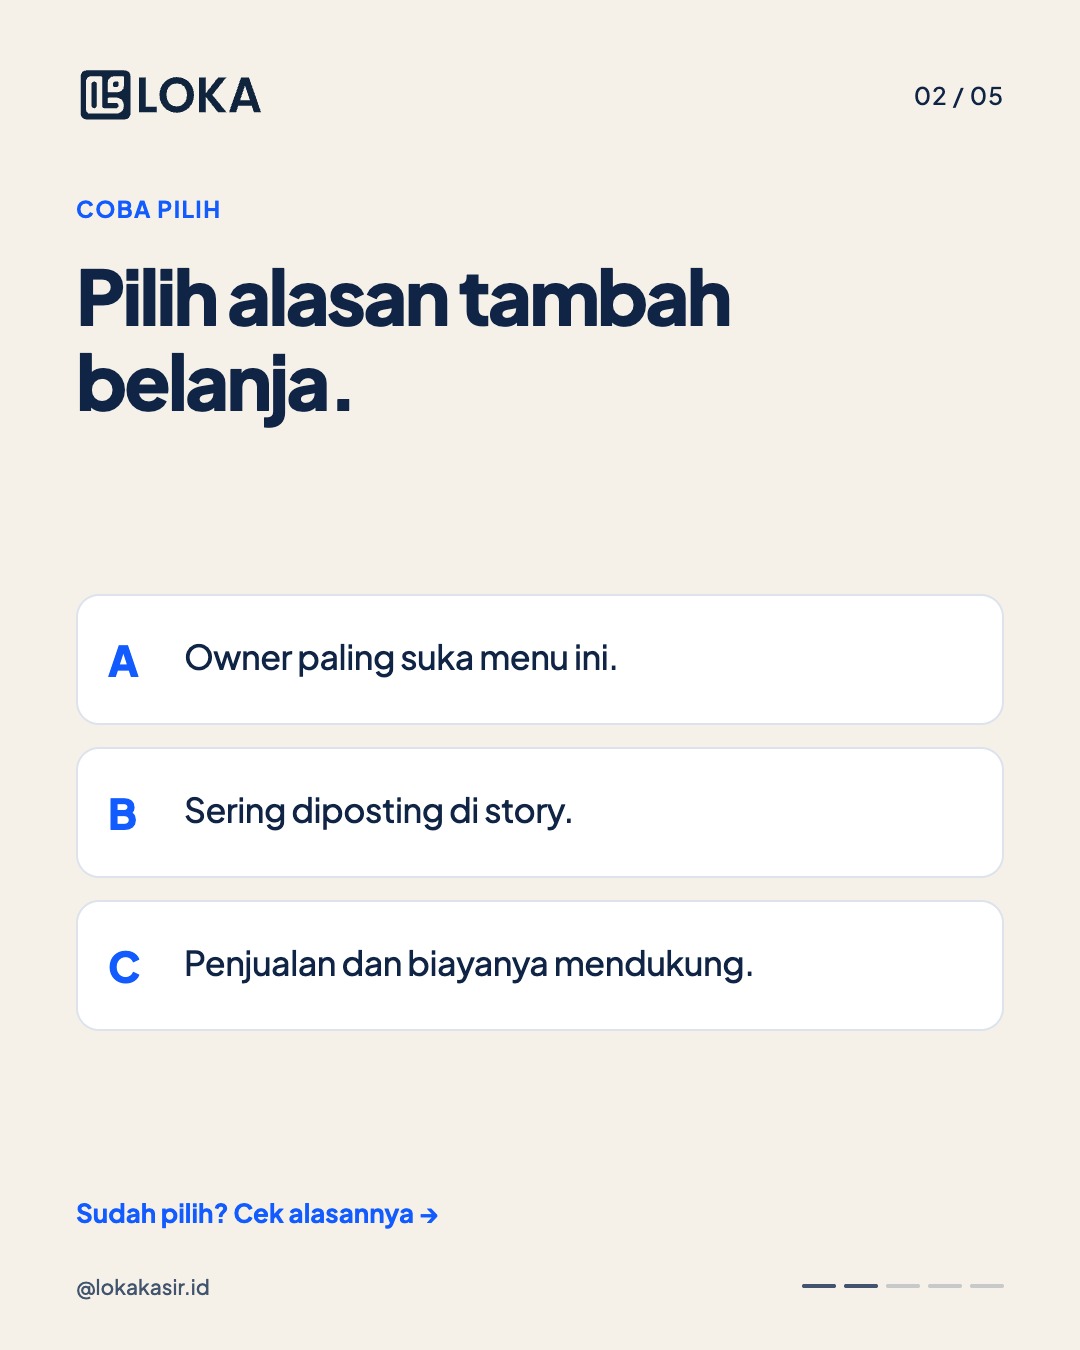 LOKA
02 / 05
COBA PILIH
Pilih alasan tambah
belanja.
A Owner paling suka menu ini.
B Sering diposting di story.
C Penjualan dan biayanya mendukung.
Sudah pilih? Cek alasannya →
@lokakasir.id